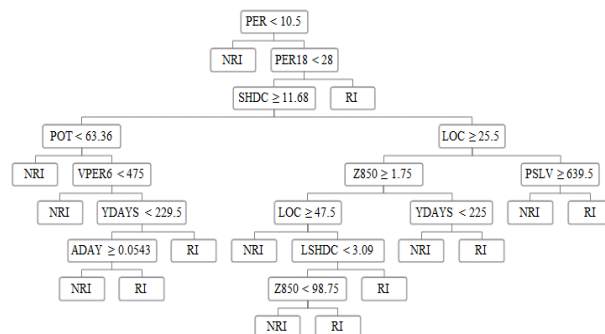 PER < 10.5
NRI PER18 < 28
SHDC ≥ 11.68 RI
POT < 63.36 LOC ≥ 25.5
NRI VPER6 < 475 Z850 ≥ 1.75 PSLV ≥ 639.5
NRI YDAYS < 229.5 LOC ≥ 47.5 YDAYS < 225 NRI RI
ADAY ≥ 0.0543 RI NRI LSHDC < 3.09 NRI RI
NRI RI Z850 < 98.75 RI
NRI RI